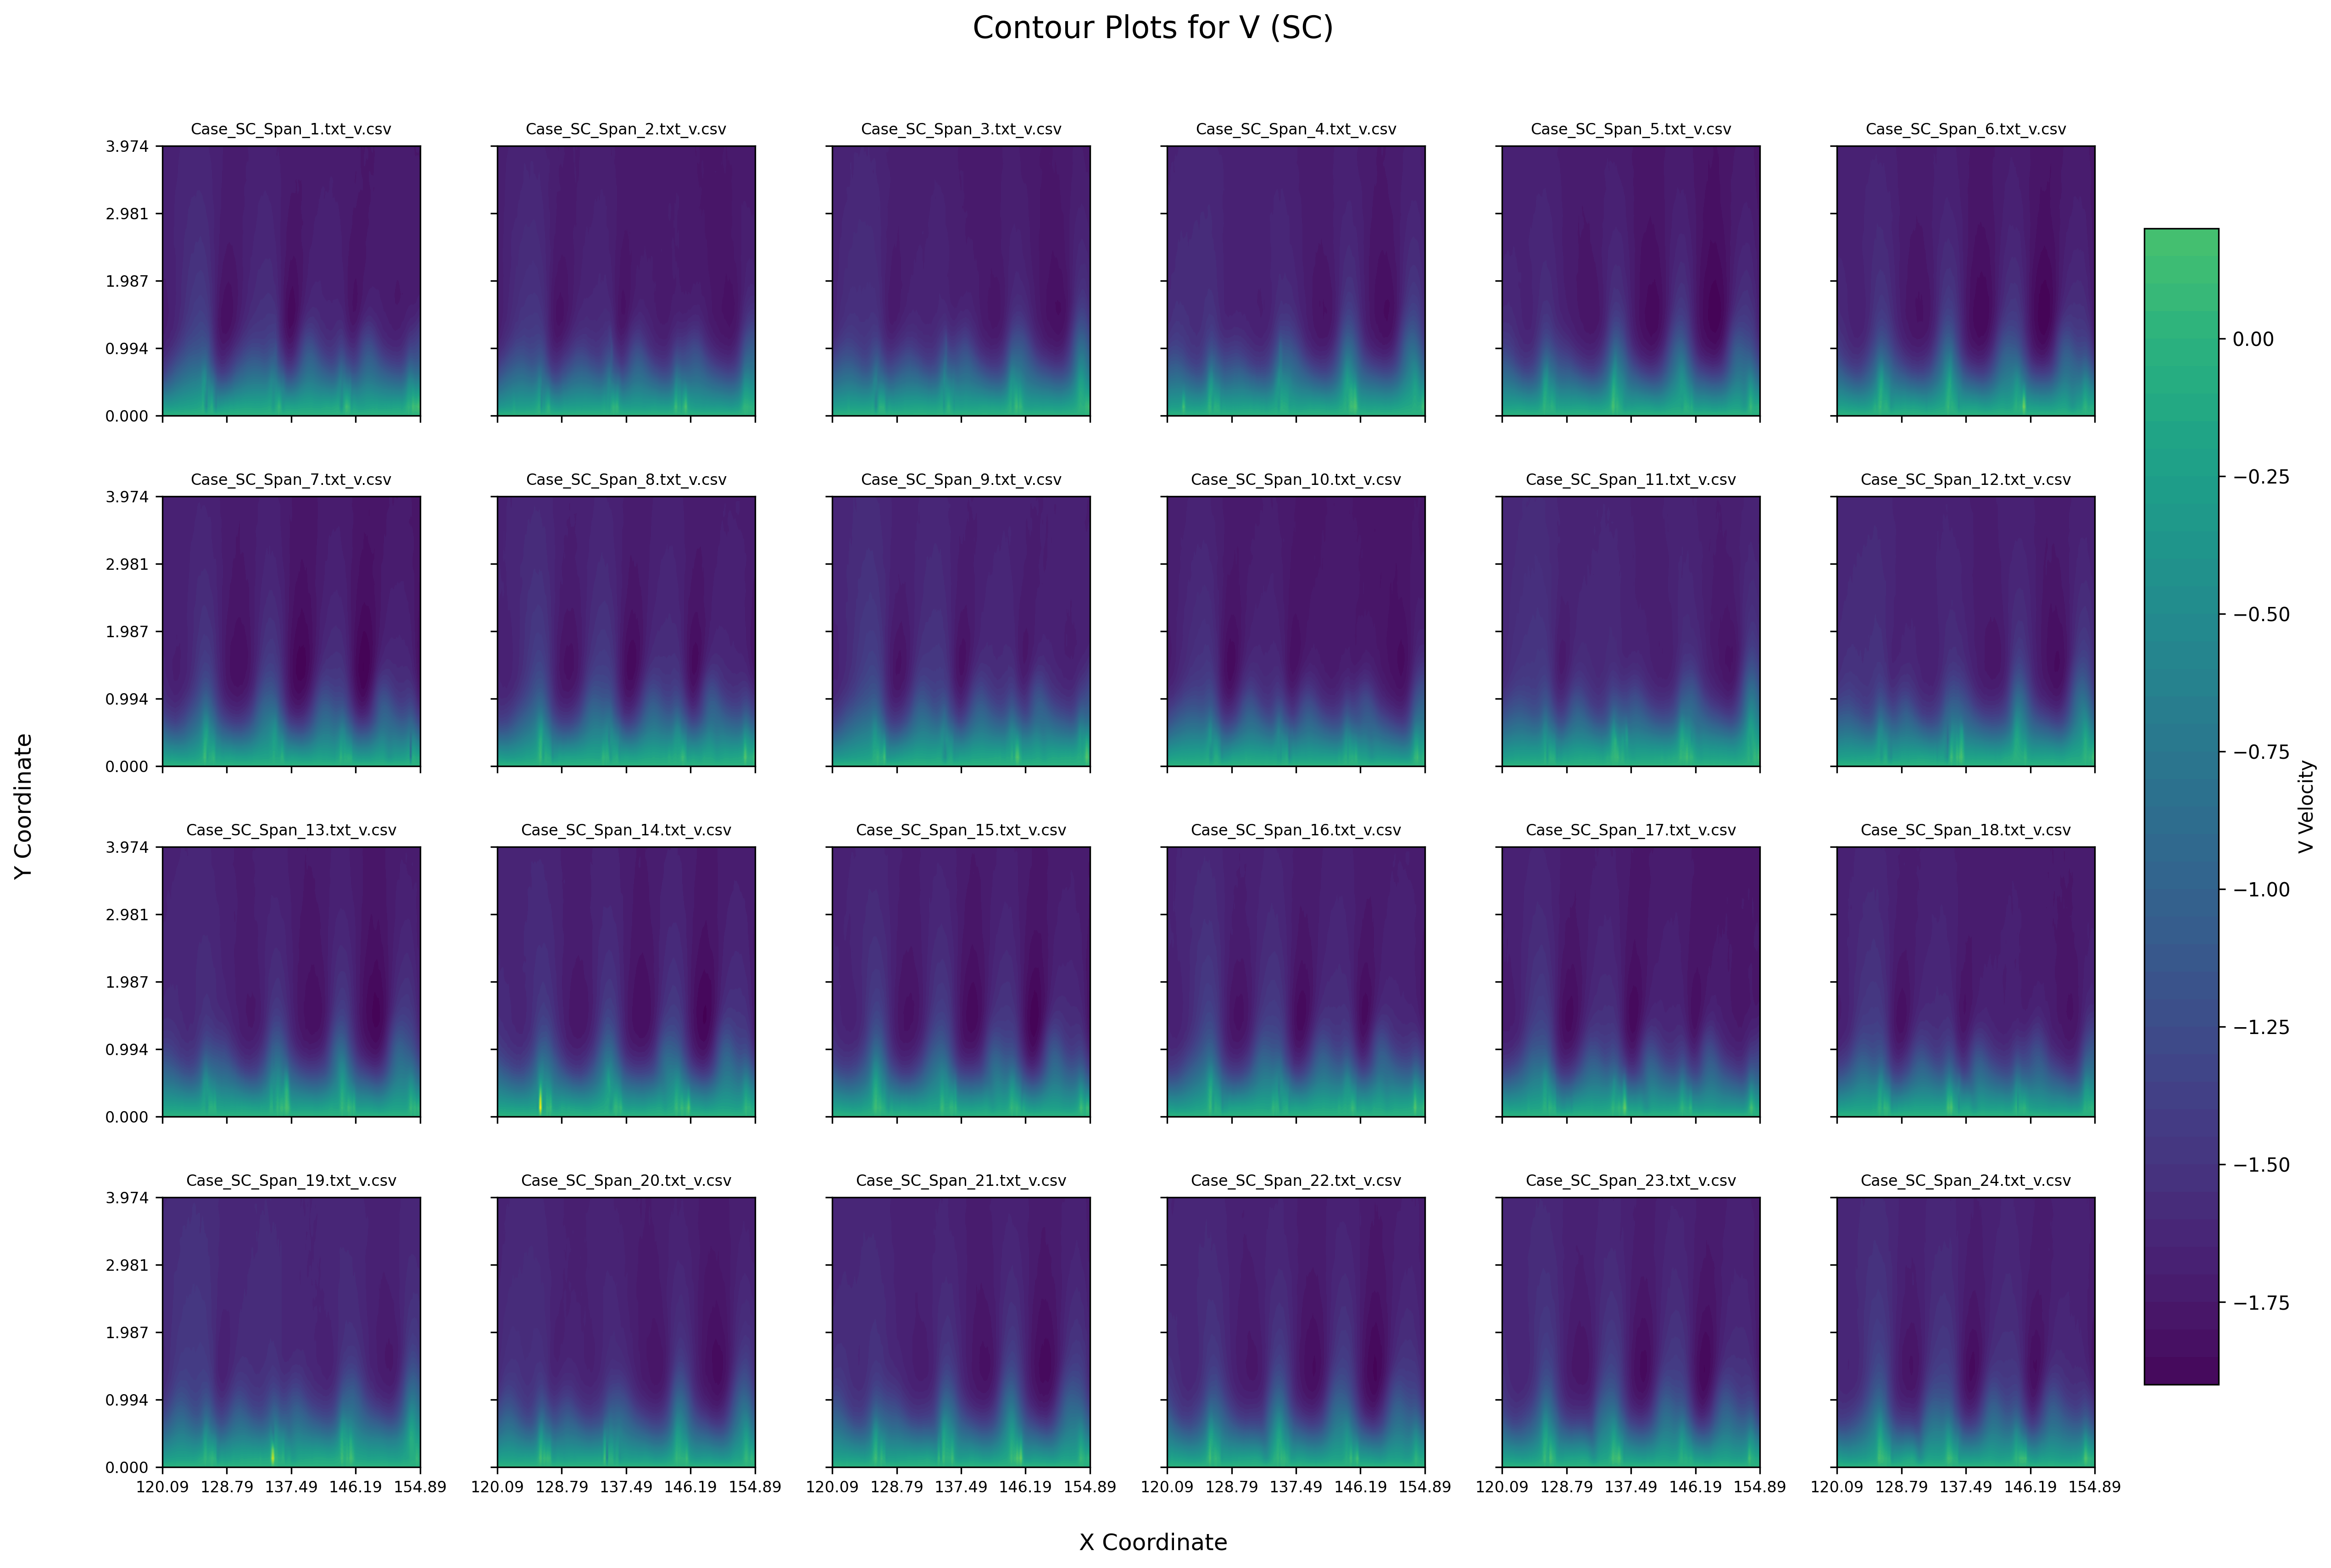 Contour Plots for V (SC)
Case_SC_Span_1.txt_v.csv
Case_SC_Span_2.txt_v.csv
Case_SC_Span_3.txt_v.csv
Case_SC_Span_4.txt_v.csv
Case_SC_Span_5.txt_v.csv
Case_SC_Span_6.txt_v.csv
3.974
2.981
1.987
0.994
0.000
Case_SC_Span_7.txt_v.csv
Case_SC_Span_8.txt_v.csv
Case_SC_Span_9.txt_v.csv
Case_SC_Span_10.txt_v.csv
Case_SC_Span_11.txt_v.csv
Case_SC_Span_12.txt_v.csv
3.974
2.981
1.987
0.994
0.000
Case_SC_Span_13.txt_v.csv
Case_SC_Span_14.txt_v.csv
Case_SC_Span_15.txt_v.csv
Case_SC_Span_16.txt_v.csv
Case_SC_Span_17.txt_v.csv
Case_SC_Span_18.txt_v.csv
3.974
2.981
1.987
0.994
0.000
Case_SC_Span_19.txt_v.csv
Case_SC_Span_20.txt_v.csv
Case_SC_Span_21.txt_v.csv
Case_SC_Span_22.txt_v.csv
Case_SC_Span_23.txt_v.csv
Case_SC_Span_24.txt_v.csv
3.974
2.981
1.987
0.994
0.000
120.09 128.79 137.49 146.19 154.89
120.09 128.79 137.49 146.19 154.89
120.09 128.79 137.49 146.19 154.89
120.09 128.79 137.49 146.19 154.89
120.09 128.79 137.49 146.19 154.89
120.09 128.79 137.49 146.19 154.89
X Coordinate
Y Coordinate
0.00
−0.25
−0.50
−0.75
−1.00
−1.25
−1.50
−1.75
V Velocity